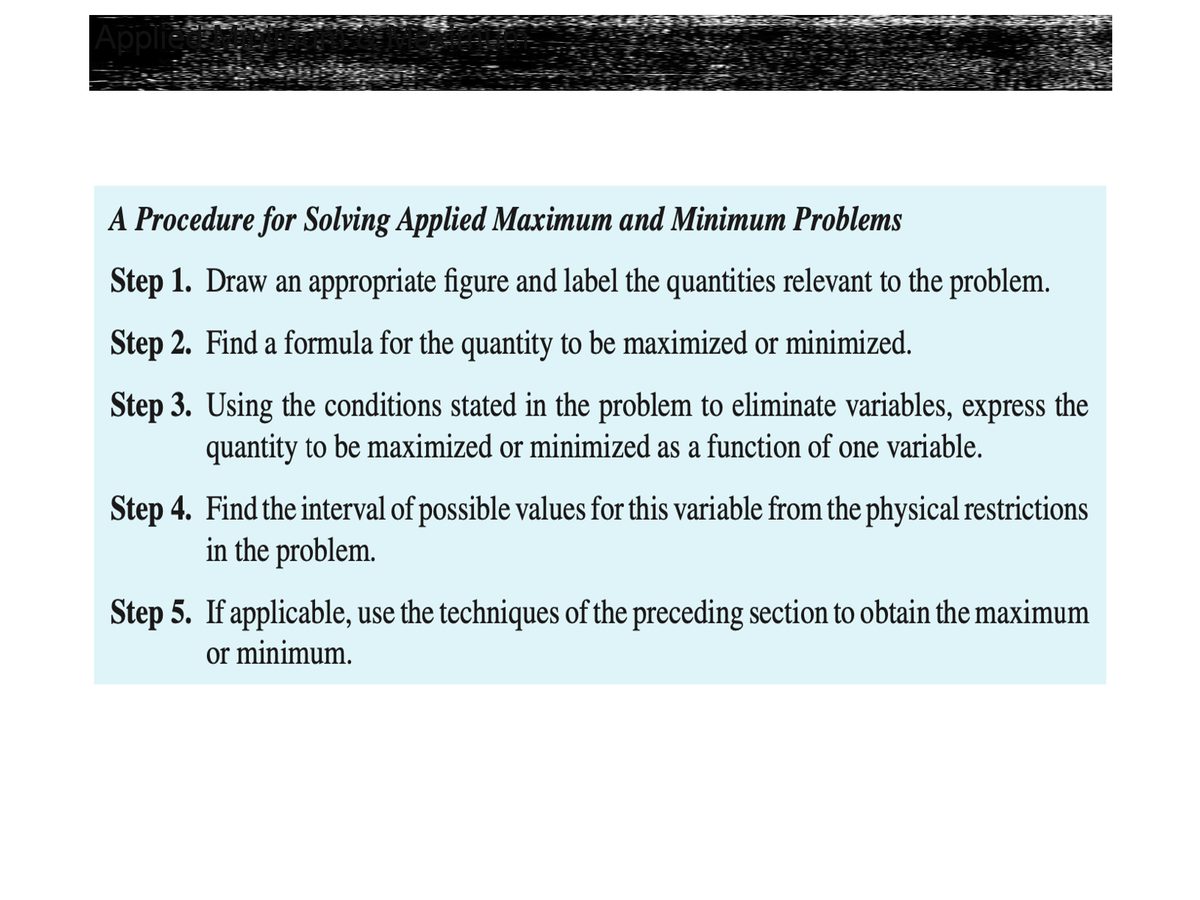 Applied
A Procedure for Solving Applied Maximum and Minimum Problems
Step 1. Draw an appropriate figure and label the quantities relevant to the problem.
Step 2. Find a formula for the quantity to be maximized or minimized.
Step 3. Using the conditions stated in the problem to eliminate variables, express the
quantity to be maximized or minimized as a function of one variable.
Step 4. Find the interval of possible values for this variable from the physical restrictions
in the problem.
Step 5. If applicable, use the techniques of the preceding section to obtain the maximum
or minimum.